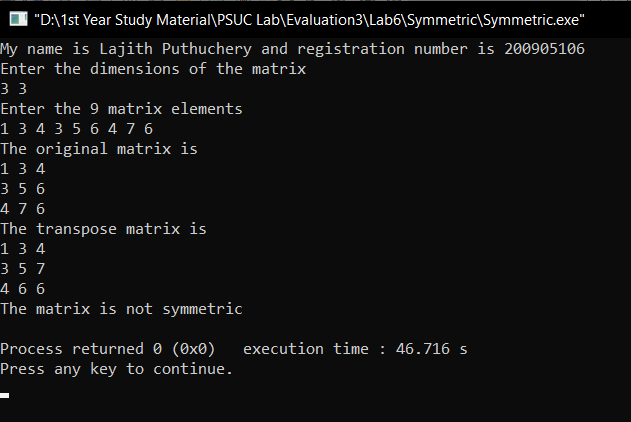 "D:\1st Year Study Material\PSUC Lab\Evaluation3\Lab6\Symmetric\Symmetric.exe"
My name is Lajith Puthuchery and registration number is 200905106
Enter the dimensions of the matrix
3 3
Enter the 9 matrix elements
1 3 4 3 5 6 4 7 6
The original matrix is
1 3 4
3 5 6
4 7 6
The transpose matrix is
1 3 4
3 5 7
4 6 6
The matrix is not symmetric
Process returned 0 (0x0)   execution time : 46.716 s
Press any key to continue.